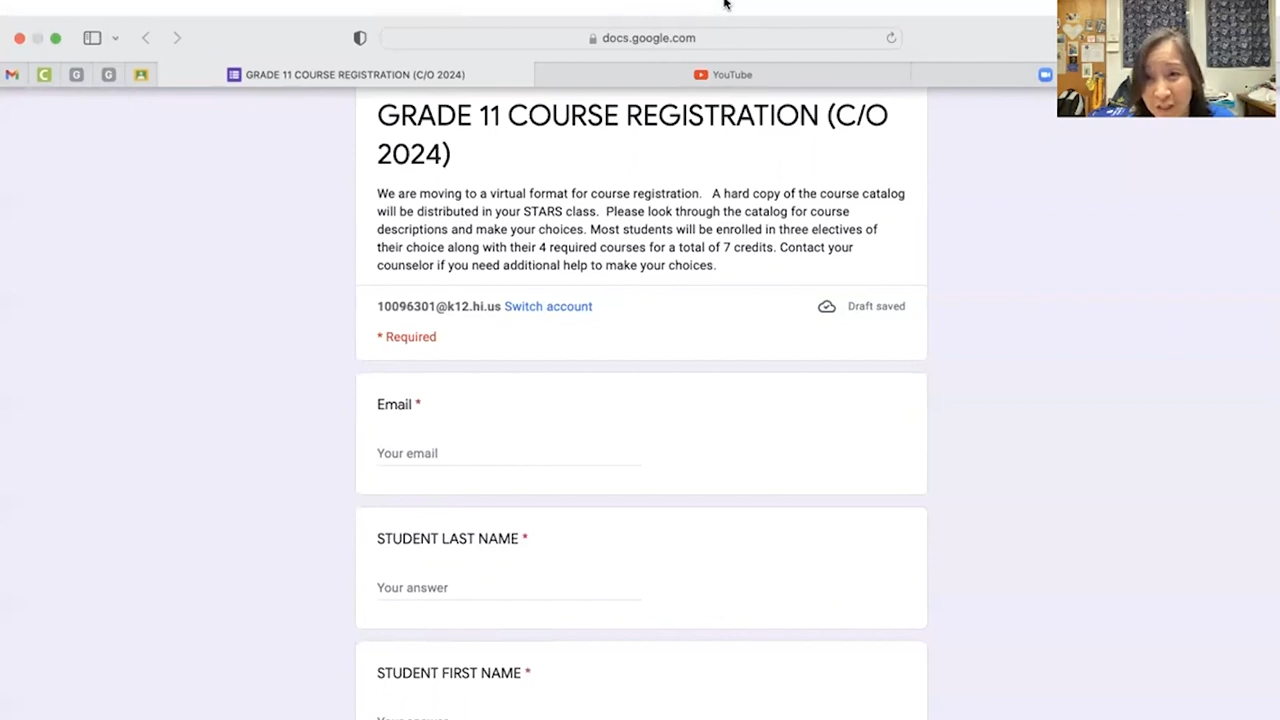 docs.google.com
GRADE 11 COURSE REGISTRATION (C/O 2024)
YouTube
GRADE 11 COURSE REGISTRATION (C/O
2024)
We are moving to a virtual format for course registration.   A hard copy of the course catalog
will be distributed in your STARS class.  Please look through the catalog for course
descriptions and make your choices. Most students will be enrolled in three electives of
their choice along with their 4 required courses for a total of 7 credits. Contact your
counselor if you need additional help to make your choices.
10096301@k12.hi.us Switch account
Draft saved
* Required
Email *
Your email
STUDENT LAST NAME *
Your answer
STUDENT FIRST NAME *
Your answer